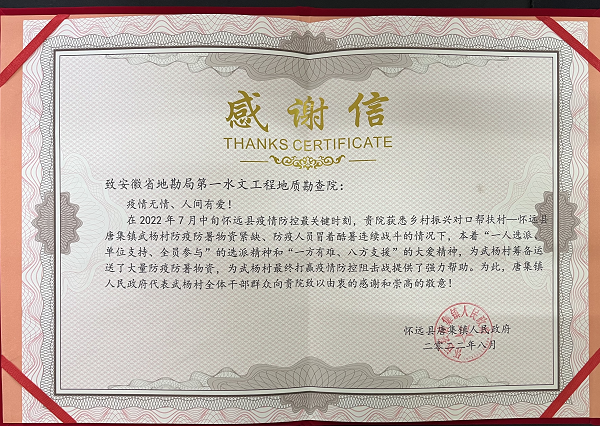 感谢信
THANKS CERTIFICATE
致安徽省地勘局第一水文工程地质勘查院：
疫情无情、人间有爱！
在2022年7月中旬怀远县疫情防控最关键时刻，贵院获悉乡村振兴对口帮扶村—怀远县
唐集镇武杨村防疫防暑物资紧缺、防疫人员冒着酷暑连续战斗的情况下，本着“一人选派、
单位支持、全员参与”的选派精神和“一方有难、八方支援”的大爱精神，为武杨村筹备运
送了大量防疫防暑物资，为武杨村最终打赢疫情防控阻击战提供了强力帮助。为此，唐集镇
人民政府代表武杨村全体干部群众向贵院致以由衷的感谢和崇高的敬意！
怀远县唐集镇人民政府
二零二二年八月